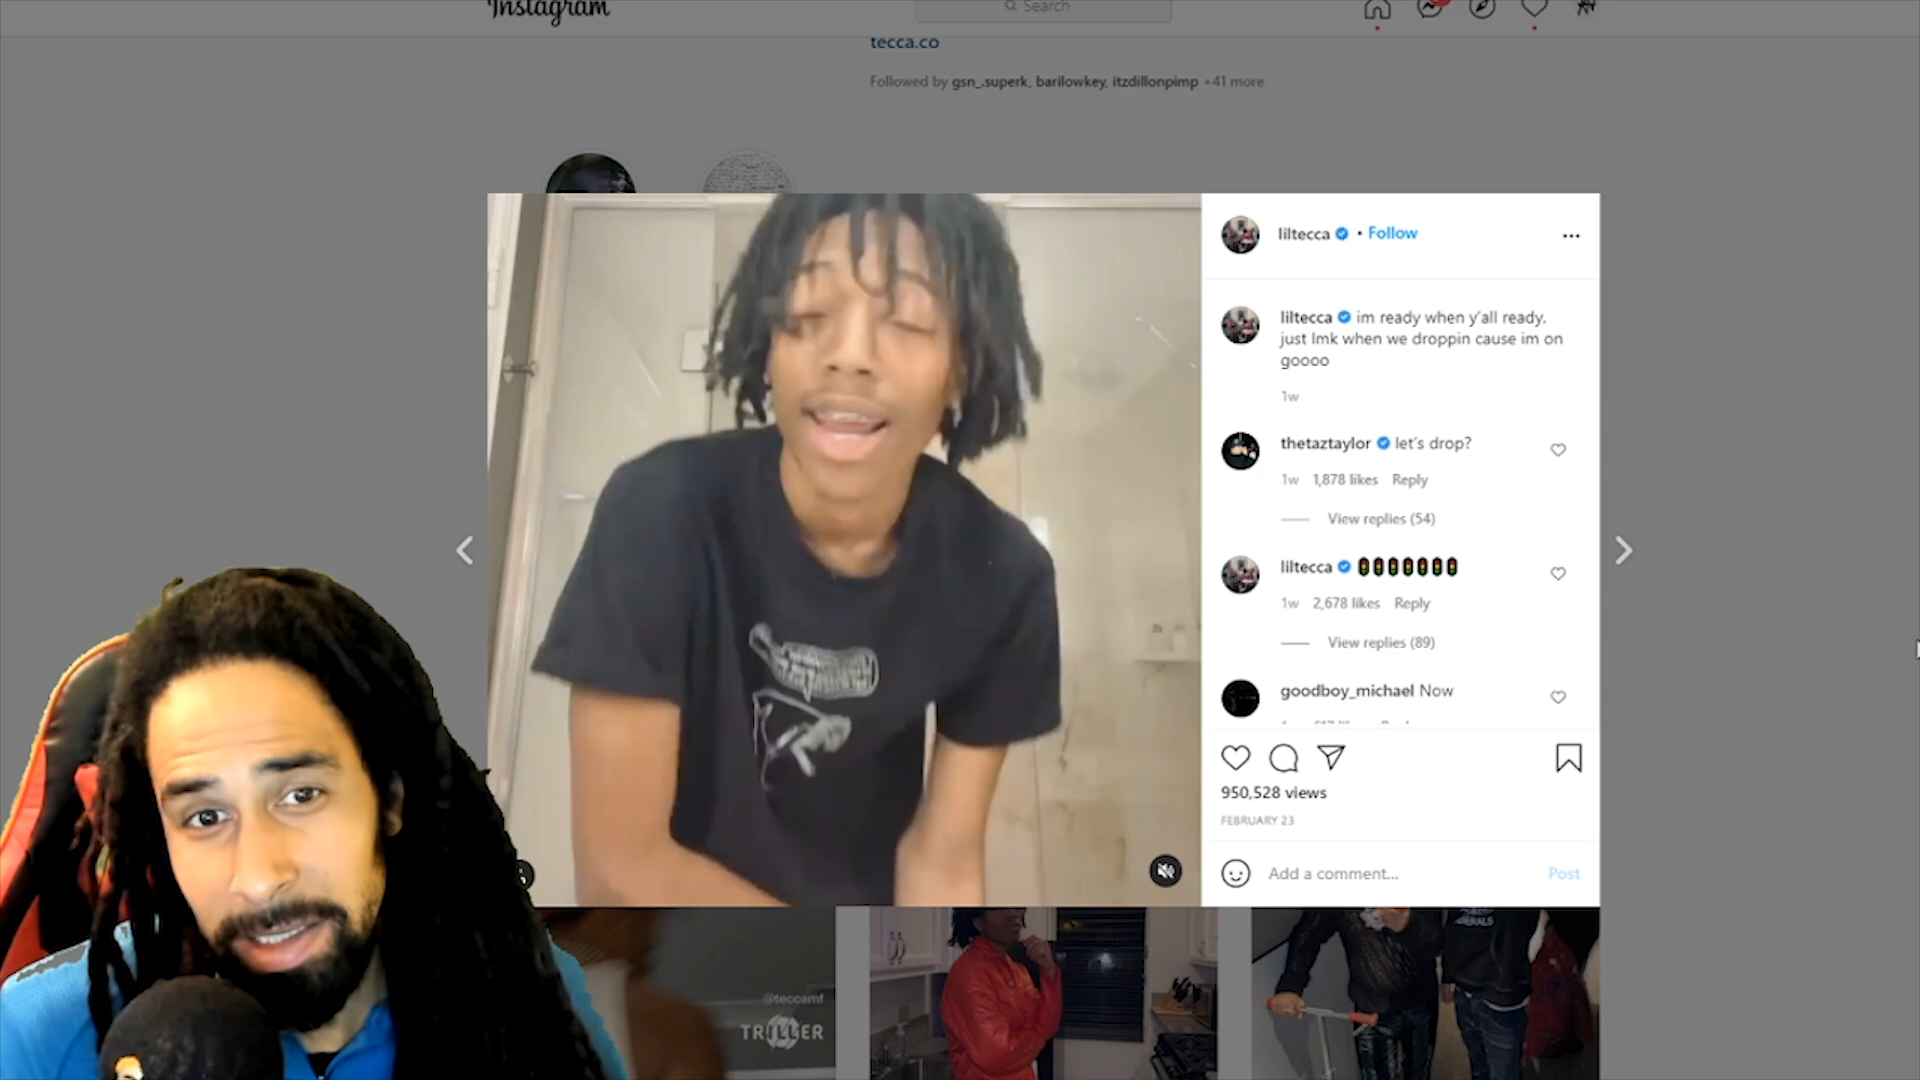 Instagram
Search
tecca.co
Followed by gsn_.superk, barilowkey, itzdillonpimp +41 more
liltecca • Follow
liltecca im ready when y'all ready,
just lmk when we droppin cause im on
goooo
1w
thetaztaylor let's drop?
1w 1,878 likes Reply
View replies (54)
liltecca 🚦🚦🚦🚦🚦🚦🚦
1w 2,678 likes Reply
View replies (89)
goodboy_michael Now
950,528 views
FEBRUARY 23
Add a comment... Post
@teccamf
TRILLER